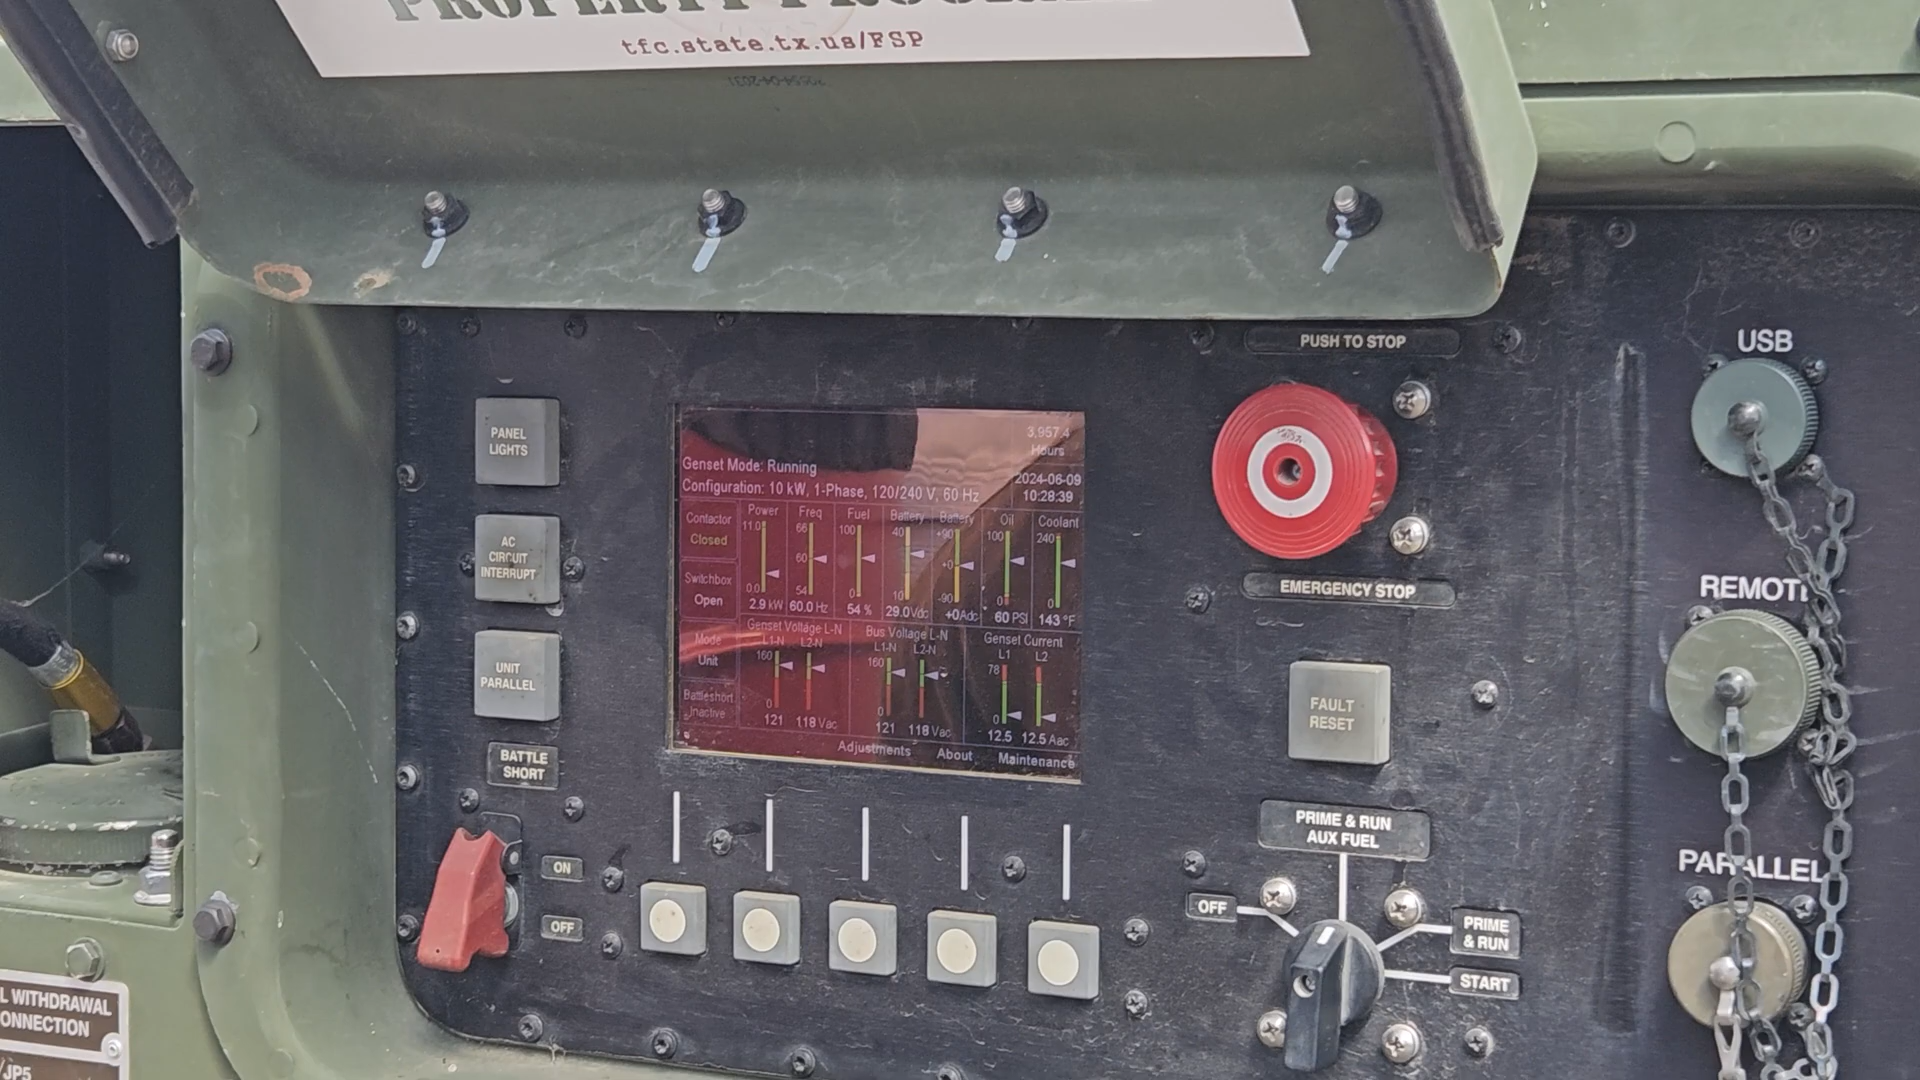 PROPERTY PROGRAM
tfc.state.tx.us/FSP
PUSH TO STOP
USB
PANEL
LIGHTS
3,957.4
Hours
Genset Mode: Running
Configuration: 10 kW, 1-Phase, 120/240 V, 60 Hz
2024-06-09
10:28:39
Contactor
Closed
Switchbox
Open
Mode
Unit
Battleshort
Inactive
Power
11.0
0.0
2.9 kW
Freq
66
60
54
60.0 Hz
Fuel
100
0
54 %
Battery
40
10
29.0 Vdc
Battery
+90
+0
-90
+0 Adc
Oil
100
0
60 PSI
Coolant
240
0
143 °F
Genset Voltage L-N
L1-N L2-N
160
0
121 118 Vac
Bus Voltage L-N
L1-N L2-N
160
0
121 118 Vac
Genset Current
L1 L2
78
0
12.5 12.5 Aac
Adjustments About Maintenance
AC
CIRCUIT
INTERRUPT
UNIT
PARALLEL
BATTLE
SHORT
ON
OFF
EMERGENCY STOP
REMOTE
FAULT
RESET
PRIME & RUN
AUX FUEL
OFF
PRIME
& RUN
START
PARALLEL
L WITHDRAWAL
ONNECTION
/JP5